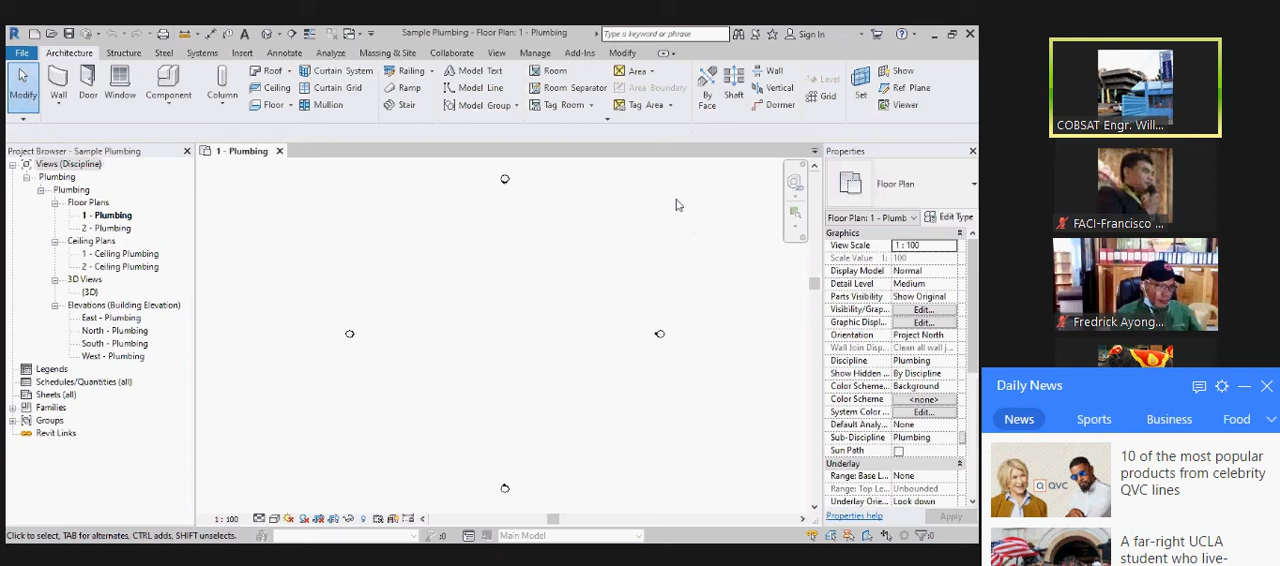 Sample Plumbing - Floor Plan: 1 - Plumbing
Type a keyword or phrase
Sign In
File Architecture Structure Steel Systems Insert Annotate Analyze Massing & Site Collaborate View Manage Add-Ins Modify
Modify
Wall
Door
Window
Component
Column
Roof
Ceiling
Floor
Curtain System
Curtain Grid
Mullion
Railing
Ramp
Stair
Model Text
Model Line
Model Group
Room
Room Separator
Tag Room
Area
Area Boundary
Tag Area
By
Face
Shaft
Wall
Vertical
Dormer
Level
Grid
Set
Show
Ref Plane
Viewer
Project Browser - Sample Plumbing
Views (Discipline)
Plumbing
Plumbing
Floor Plans
1 - Plumbing
2 - Plumbing
Ceiling Plans
1 - Ceiling Plumbing
2 - Ceiling Plumbing
3D Views
{3D}
Elevations (Building Elevation)
East - Plumbing
North - Plumbing
South - Plumbing
West - Plumbing
Legends
Schedules/Quantities (all)
Sheets (all)
Families
Groups
Revit Links
1 - Plumbing
Properties
Floor Plan
Floor Plan: 1 - Plumb
Edit Type
Graphics
View Scale 1 : 100
Scale Value 1: 100
Display Model Normal
Detail Level Medium
Parts Visibility Show Original
Visibility/Grap... Edit...
Graphic Displ... Edit...
Orientation Project North
Wall Join Disp... Clean all wall j...
Discipline Plumbing
Show Hidden ... By Discipline
Color Scheme... Background
Color Scheme <none>
System Color ... Edit...
Default Analy... None
Sub-Discipline Plumbing
Sun Path
Underlay
Range: Base L... None
Range: Top Le... Unbounded
Underlay Orie... Look down
Properties help
Apply
1 : 100
Click to select, TAB for alternates, CTRL adds, SHIFT unselects.
:0
Main Model
:0
COBSAT Engr. Will...
FACI-Francisco ...
Fredrick Ayong...
Daily News
News Sports Business Food
QVC
10 of the most popular
products from celebrity
QVC lines
A far-right UCLA
student who live-